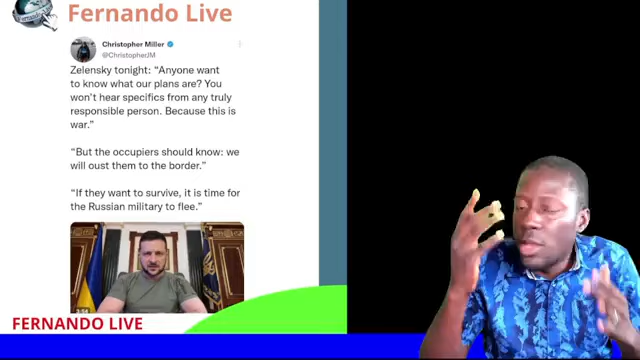 Fernando Live
Christopher Miller
@ChristopherJM
Zelensky tonight: “Anyone want
to know what our plans are? You
won’t hear specifics from any truly
responsible person. Because this is
war.”
“But the occupiers should know: we
will oust them to the border.”
“If they want to survive, it is time for
the Russian military to flee.”
FERNANDO LIVE